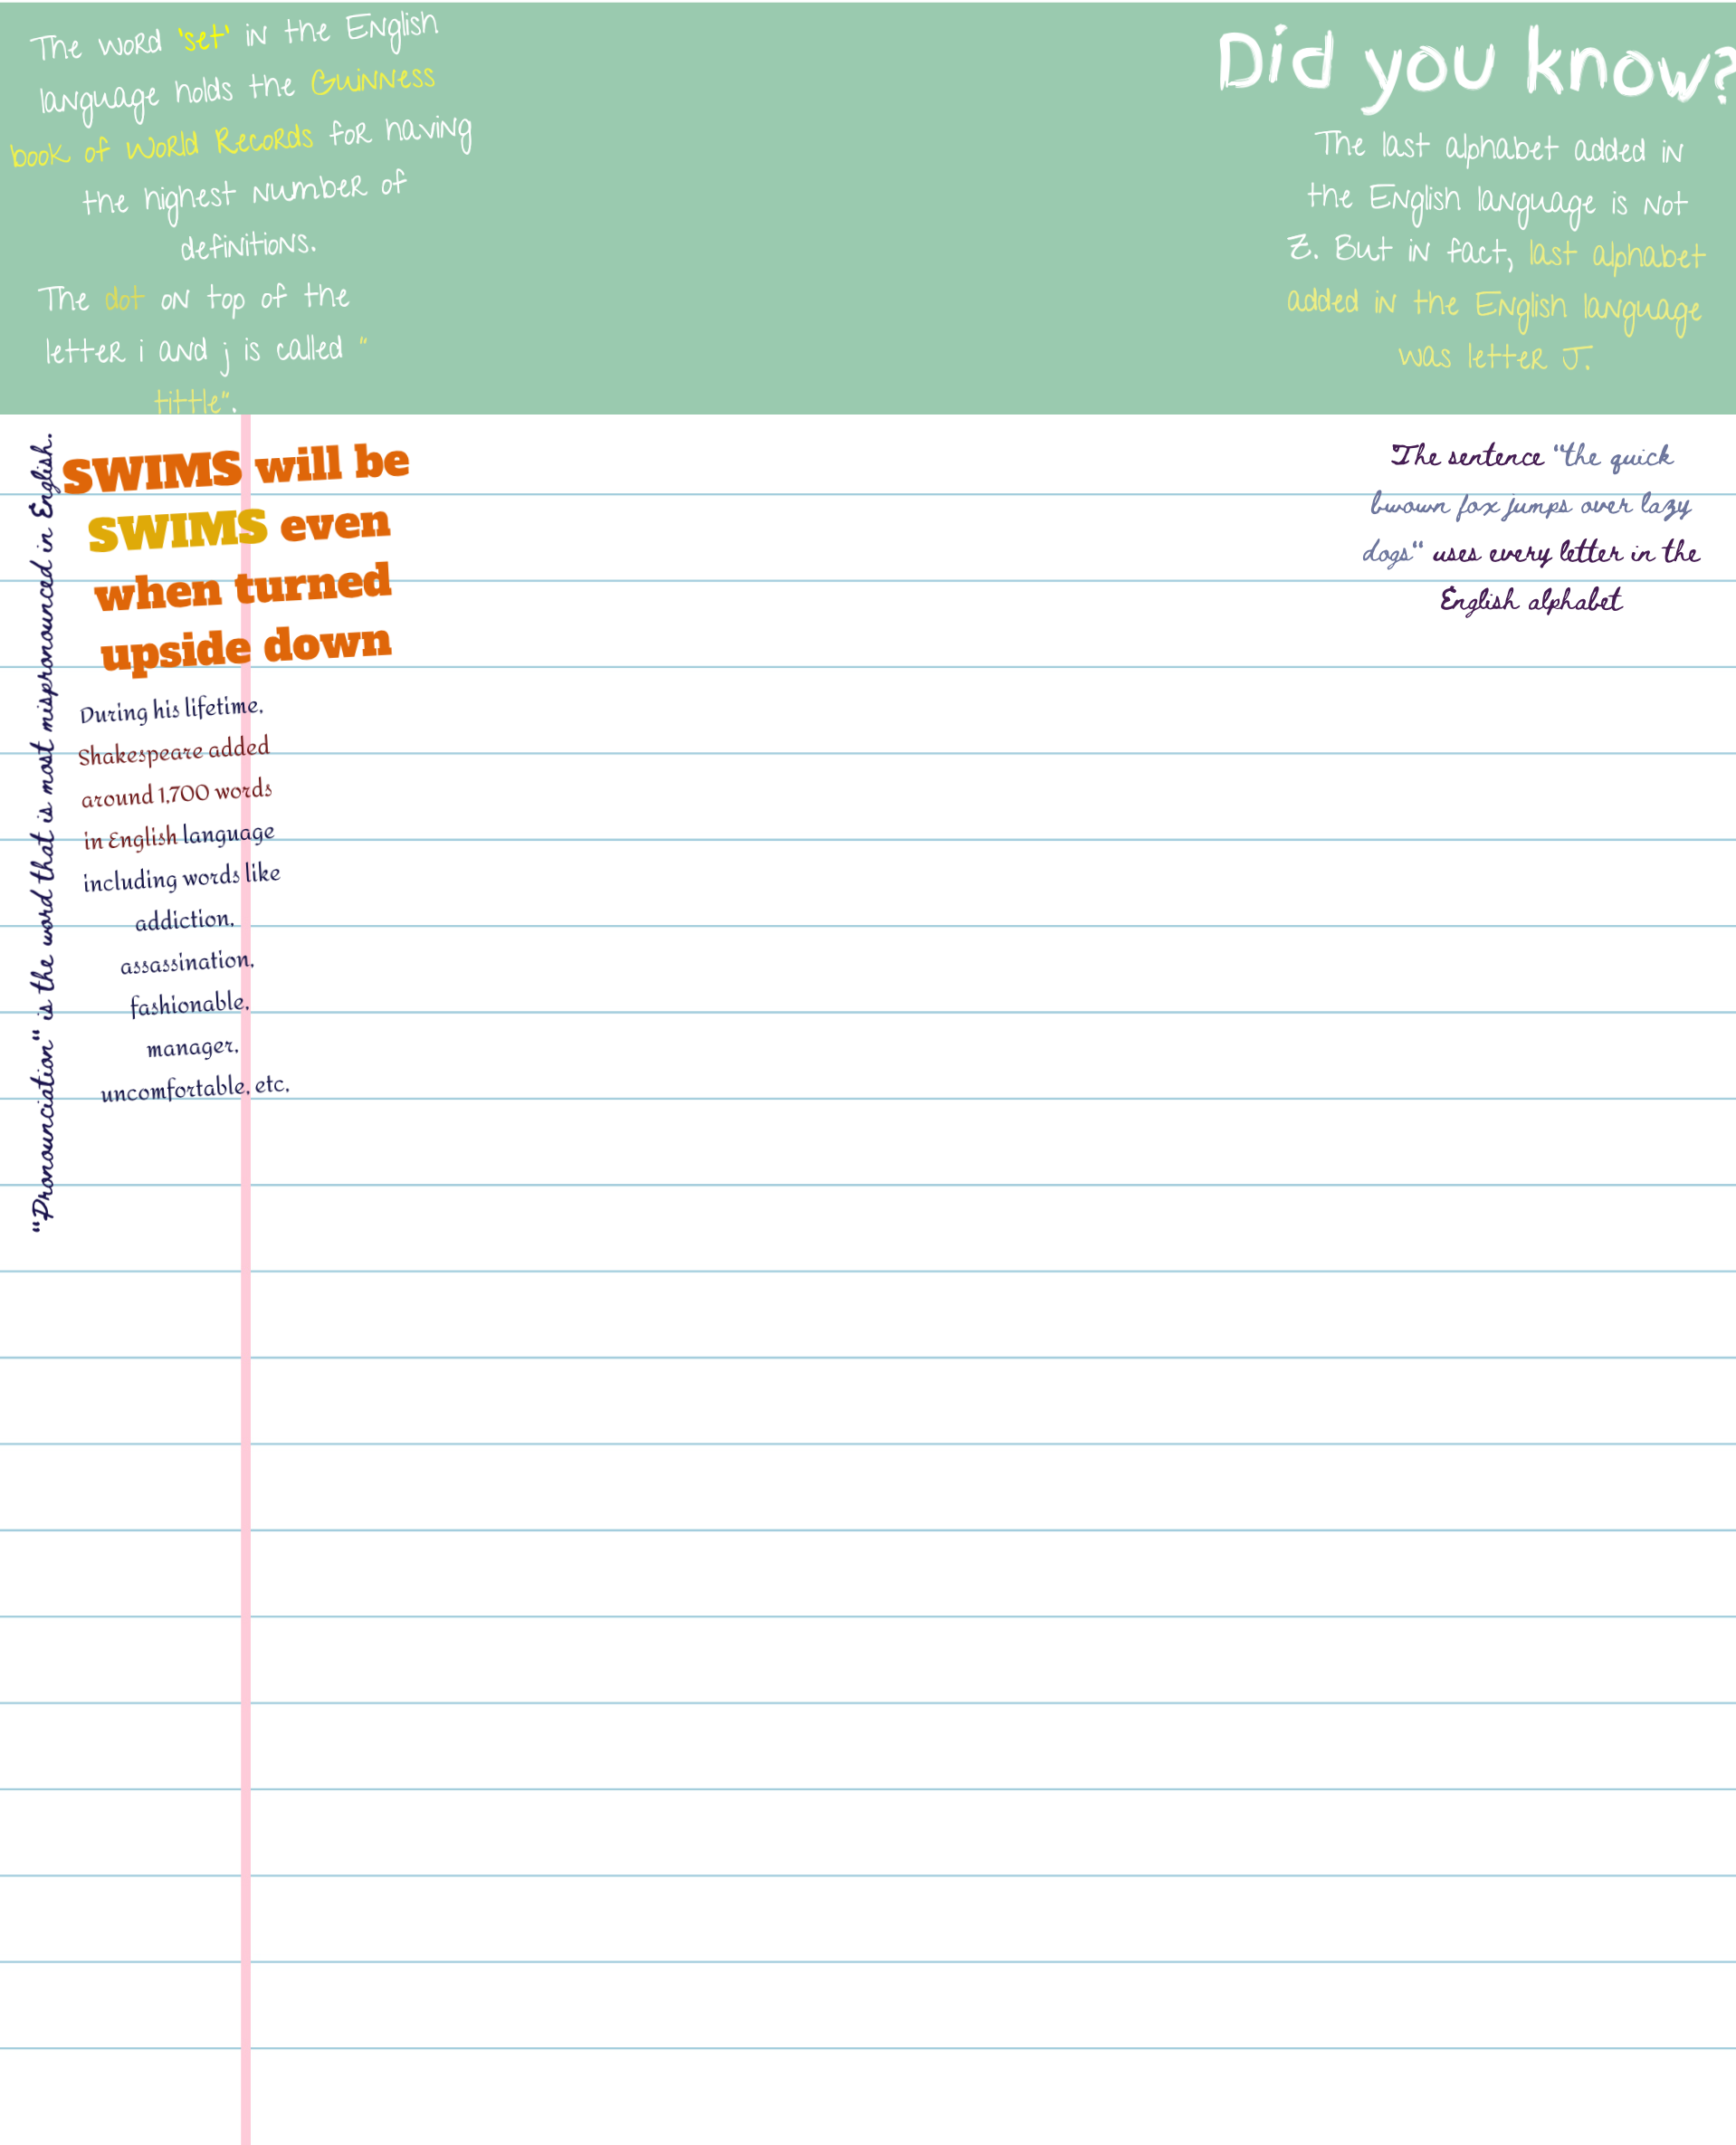 The word 'set' in the English
language holds the Guinness
book of World Records for having
the highest number of
definitions.
The dot on top of the
letter i and j is called "
tittle".
Did you know?
The last alphabet added in
the English language is not
Z. But in fact, last alphabet
added in the English language
was letter J.
"Pronounciation" is the word that is most mispronounced in English.
SWIMS will be
SWIMS even
when turned
upside down
During his lifetime,
Shakespeare added
around 1,700 words
in English language
including words like
addiction,
assassination,
fashionable,
manager,
uncomfortable, etc.
The sentence "the quick
bwown fox jumps over lazy
dogs" uses every letter in the
English alphabet